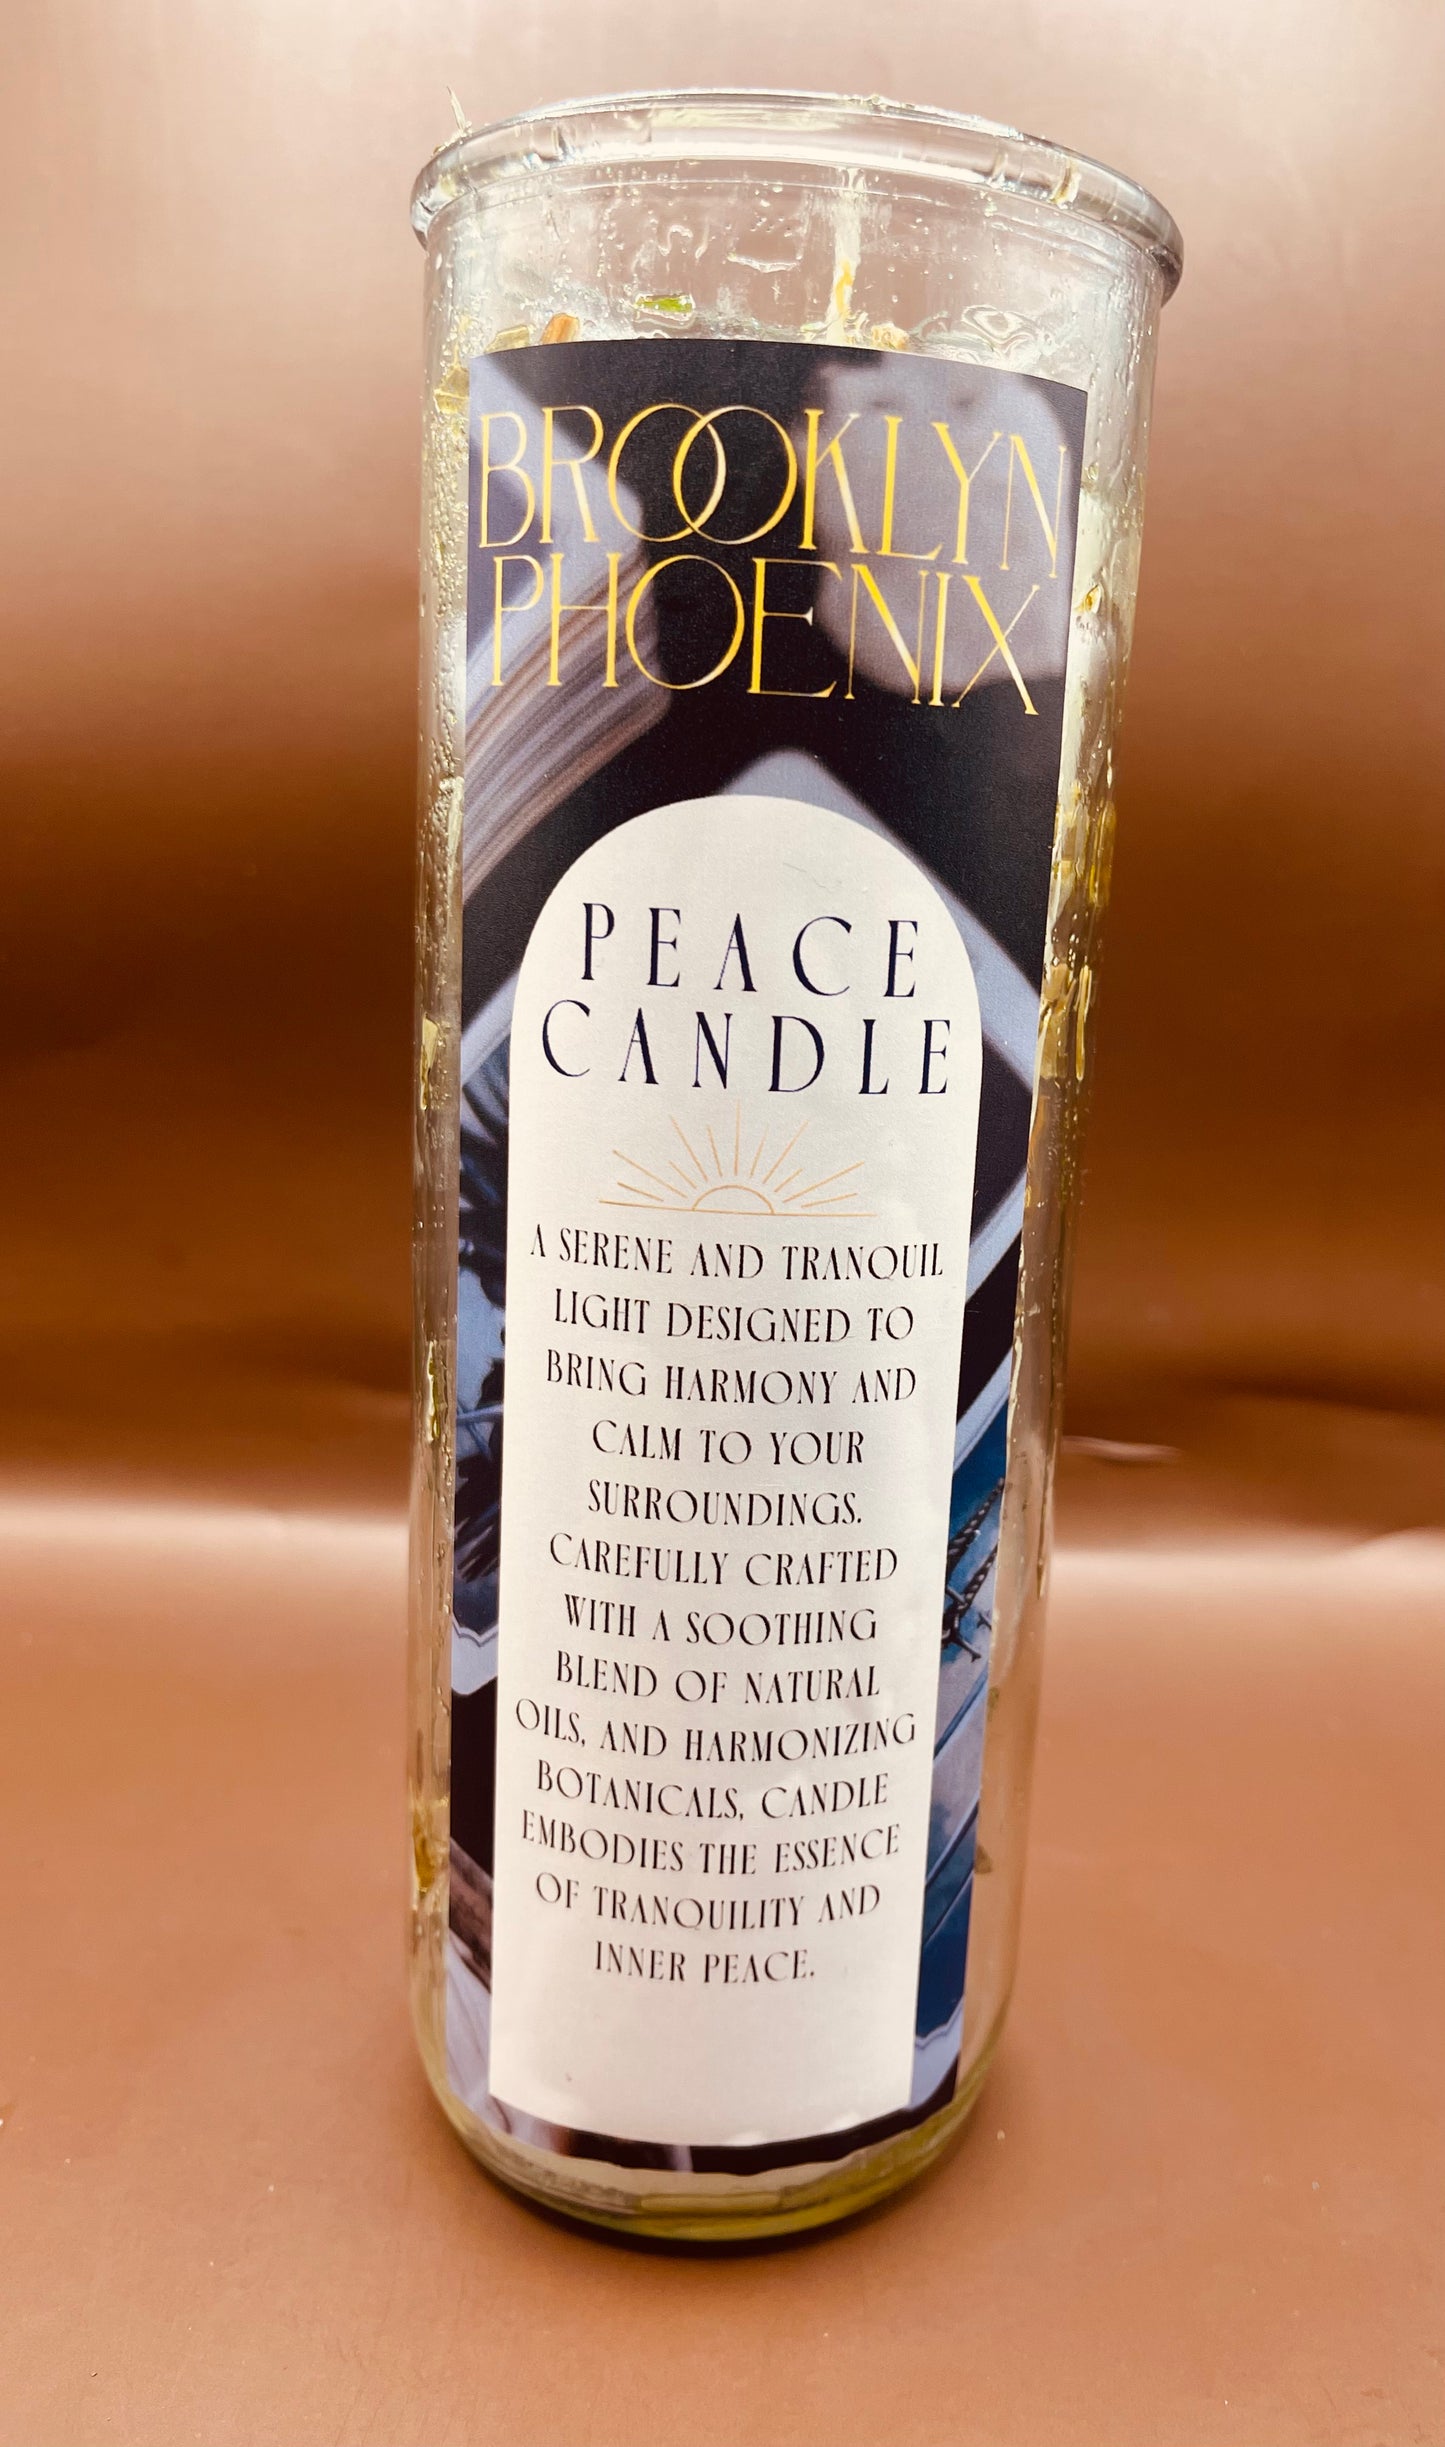 BROOKLYN
PHOENIX
PEACE
CANDLE
A SERENE AND TRANQUIL
LIGHT DESIGNED TO
BRING HARMONY AND
CALM TO YOUR
SURROUNDINGS.
CAREFULLY CRAFTED
WITH A SOOTHING
BLEND OF NATURAL
OILS, AND HARMONIZING
BOTANICALS, CANDLE
EMBODIES THE ESSENCE
OF TRANQUILITY AND
INNER PEACE.